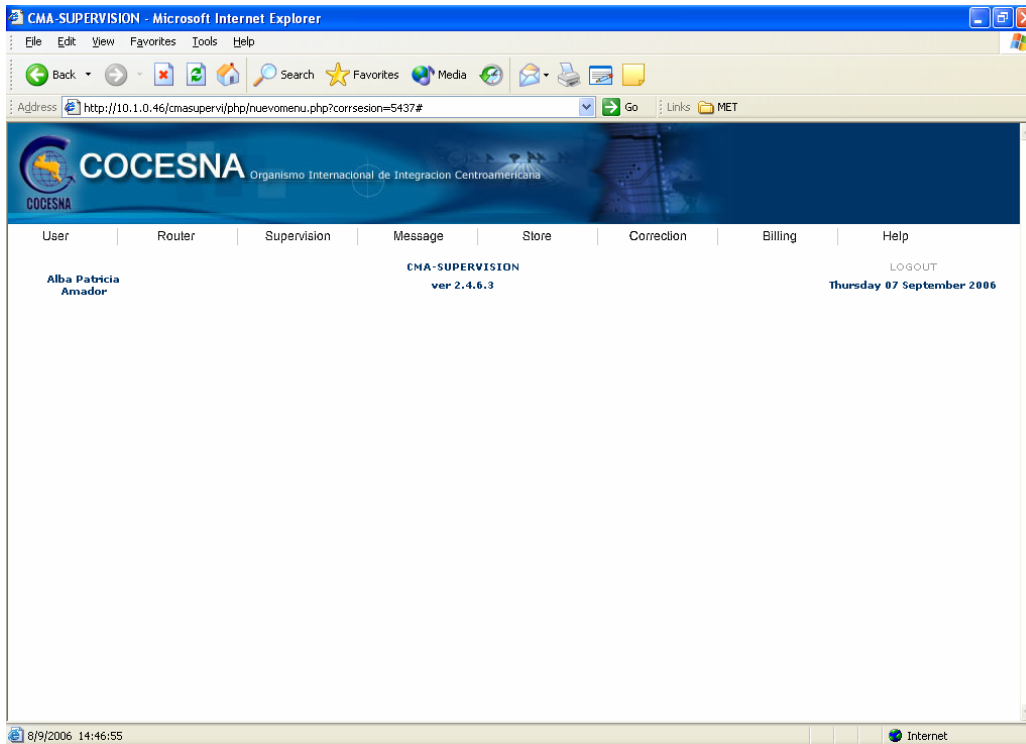 CMA-SUPERVISION - Microsoft Internet Explorer
File Edit View Favorites Tools Help
Back Search Favorites Media
Address http://10.1.0.46/cmasupervi/php/nuevomenu.php?corrsesion=5437# Go Links MET
COCESNA Organismo Internacional de Integracion Centroamericana
COCESNA
User Router Supervision Message Store Correction Billing Help
Alba Patricia Amador
CMA-SUPERVISION
ver 2.4.6.3
LOGOUT
Thursday 07 September 2006
8/9/2006 14:46:55 Internet